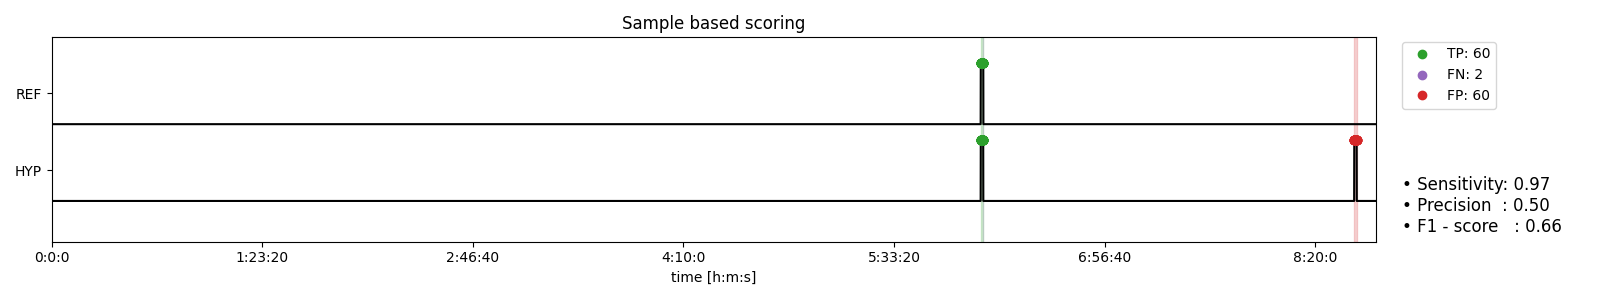 Sample based scoring
REF
HYP
0:0:0
1:23:20
2:46:40
4:10:0
5:33:20
6:56:40
8:20:0
time [h:m:s]
TP: 60
FN: 2
FP: 60
• Sensitivity: 0.97
• Precision : 0.50
• F1 - score : 0.66